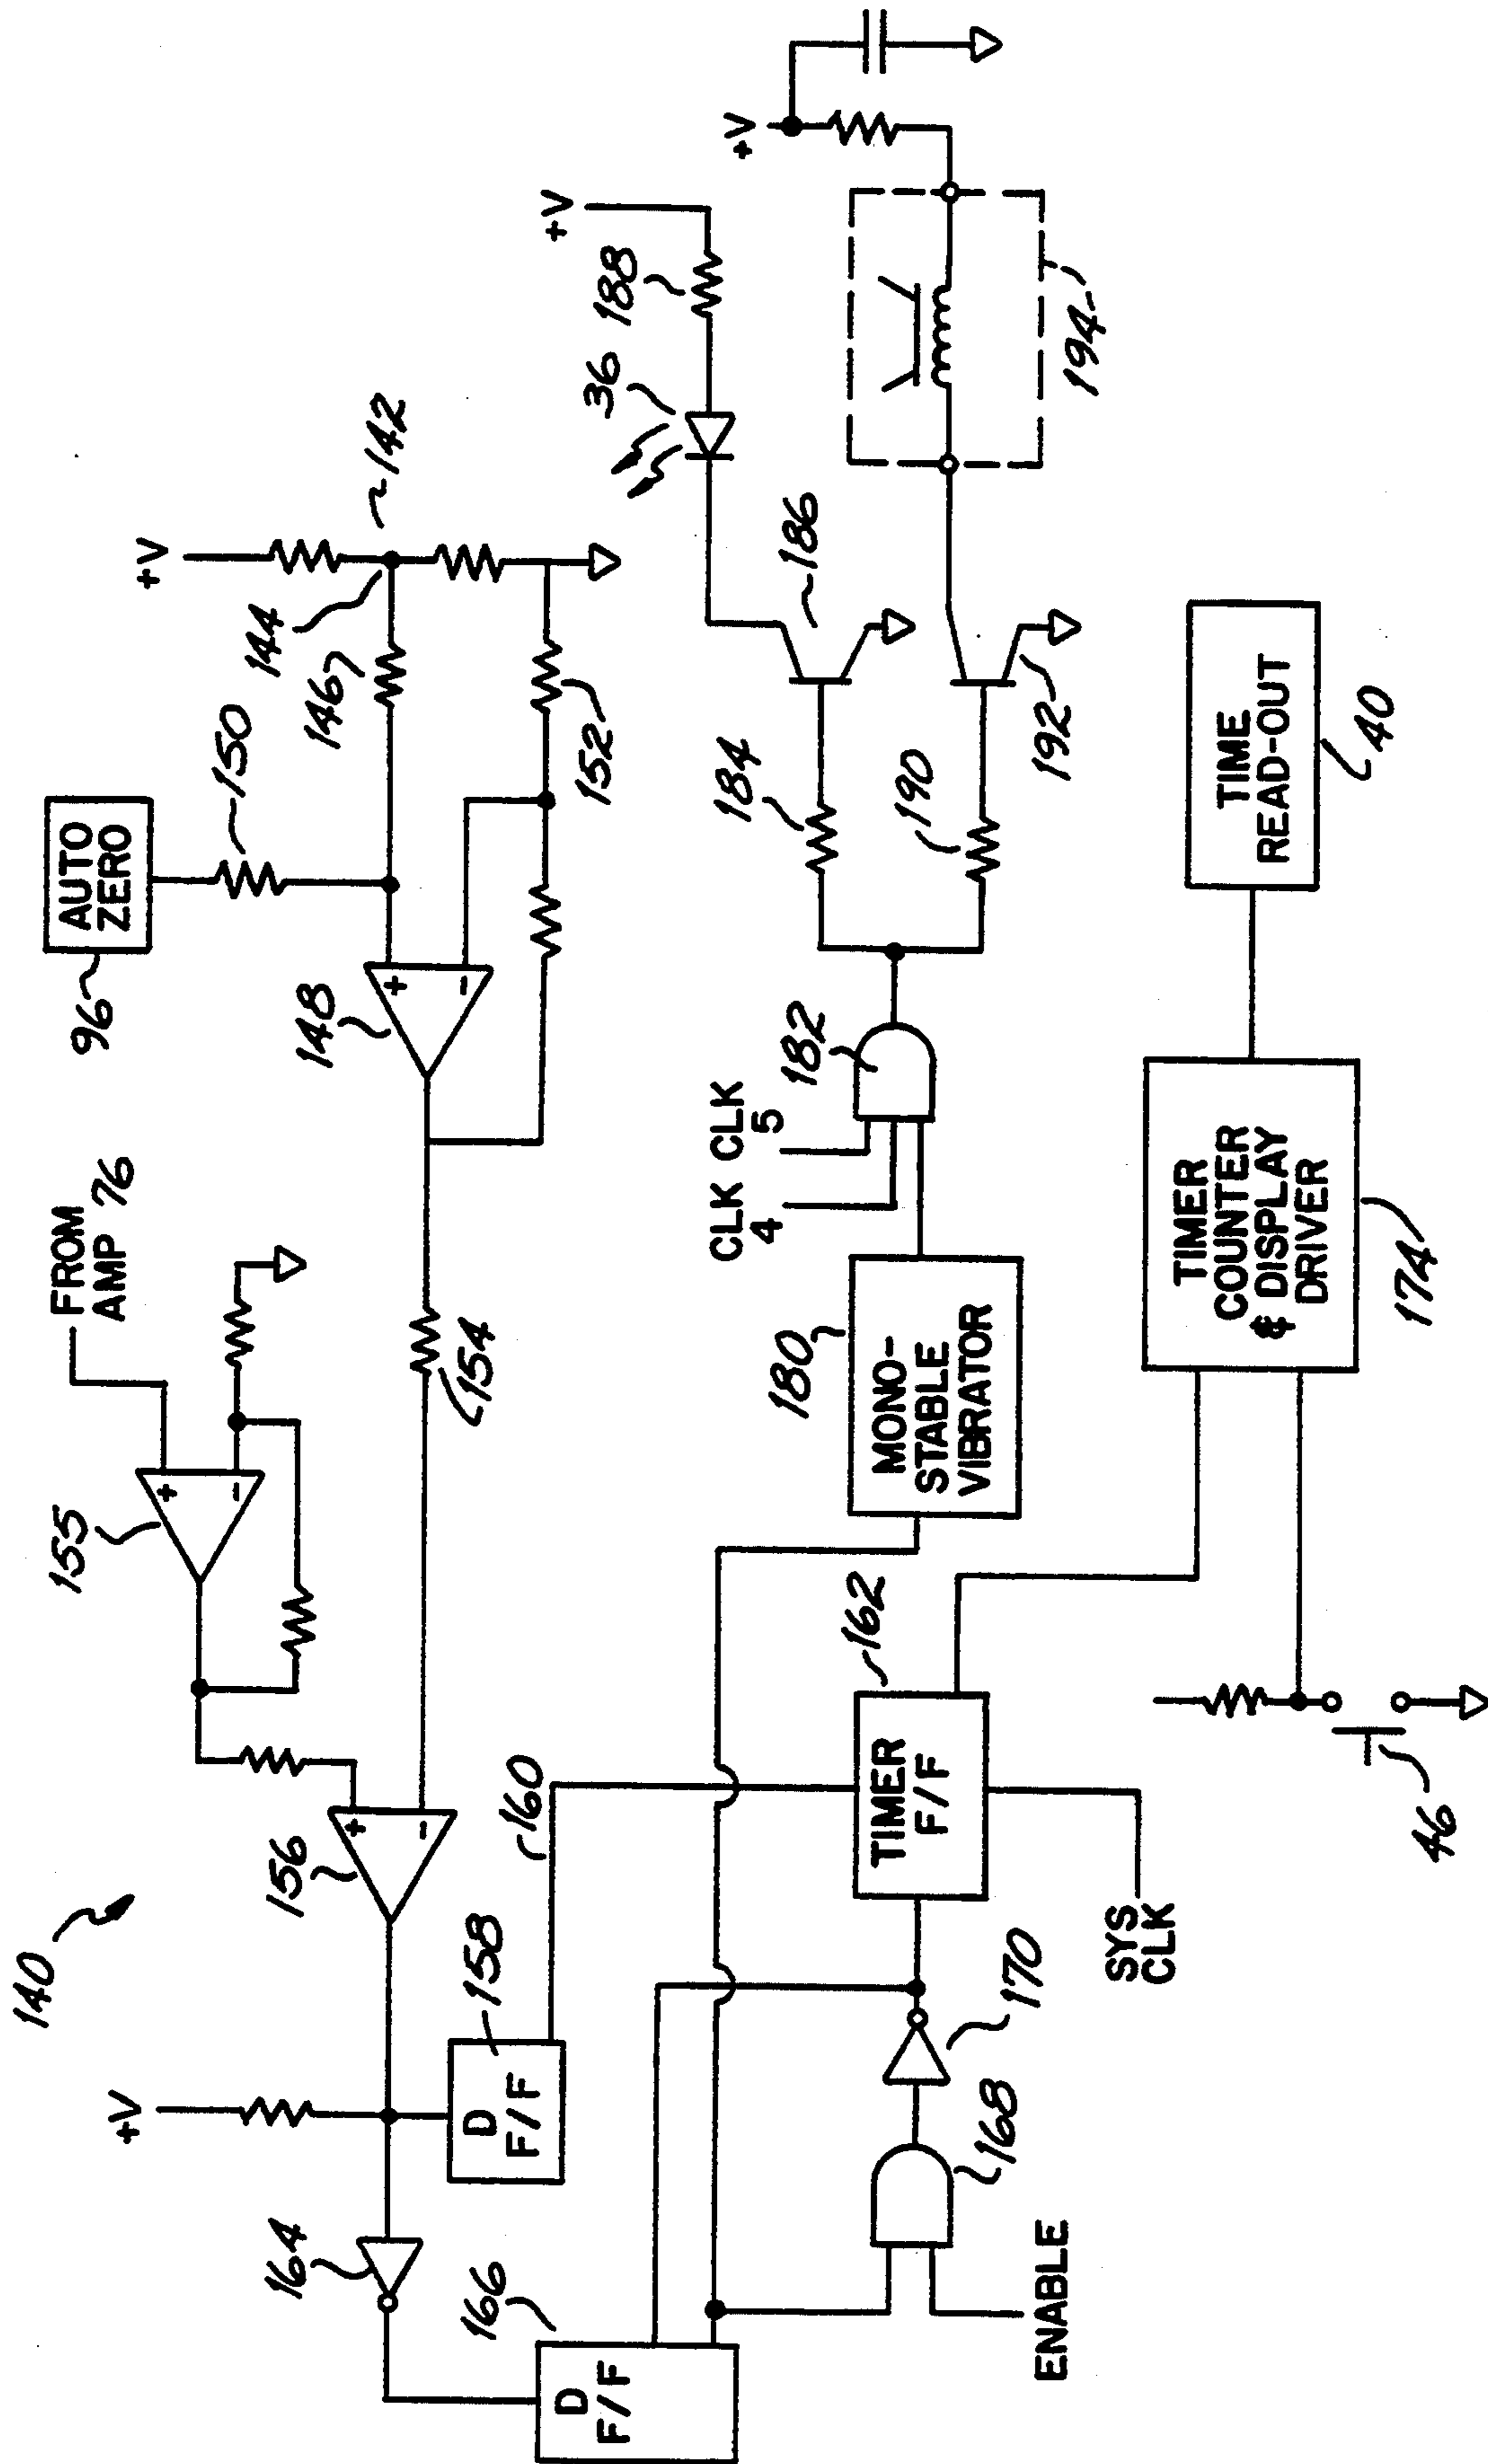 140
FROM
AMP 76
155
AUTO
ZERO
96
150
+V
142
144
146
148
152
154
156
+V
164
158
D
F/F
160
166
D
F/F
+V
188
36
186
184
190
192
194
+V
CLK
4
CLK
5
182
180
MONO-
STABLE
VIBRATOR
162
TIMER
F/F
170
168
ENABLE
SYS
CLK
46
TIMER
COUNTER
& DISPLAY
DRIVER
174
TIME
READ-OUT
40
+
-
+
-
+
-